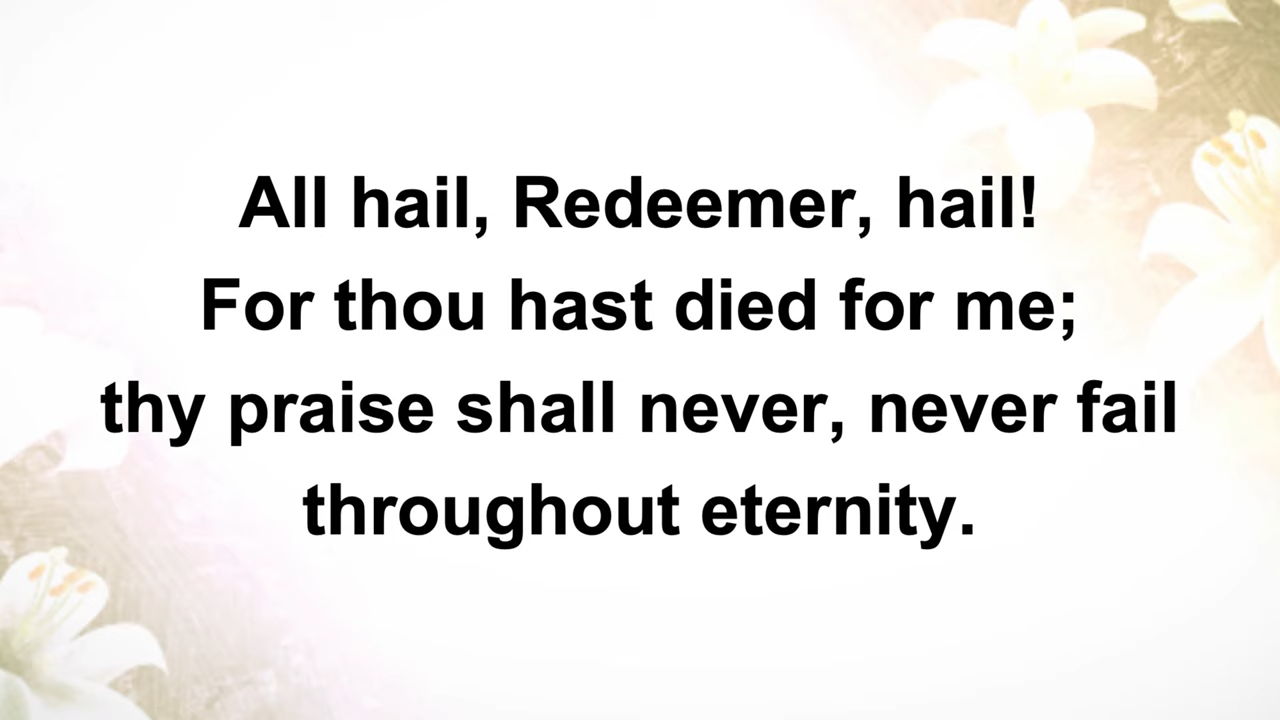 All hail, Redeemer, hail!
For thou hast died for me;
thy praise shall never, never fail
throughout eternity.